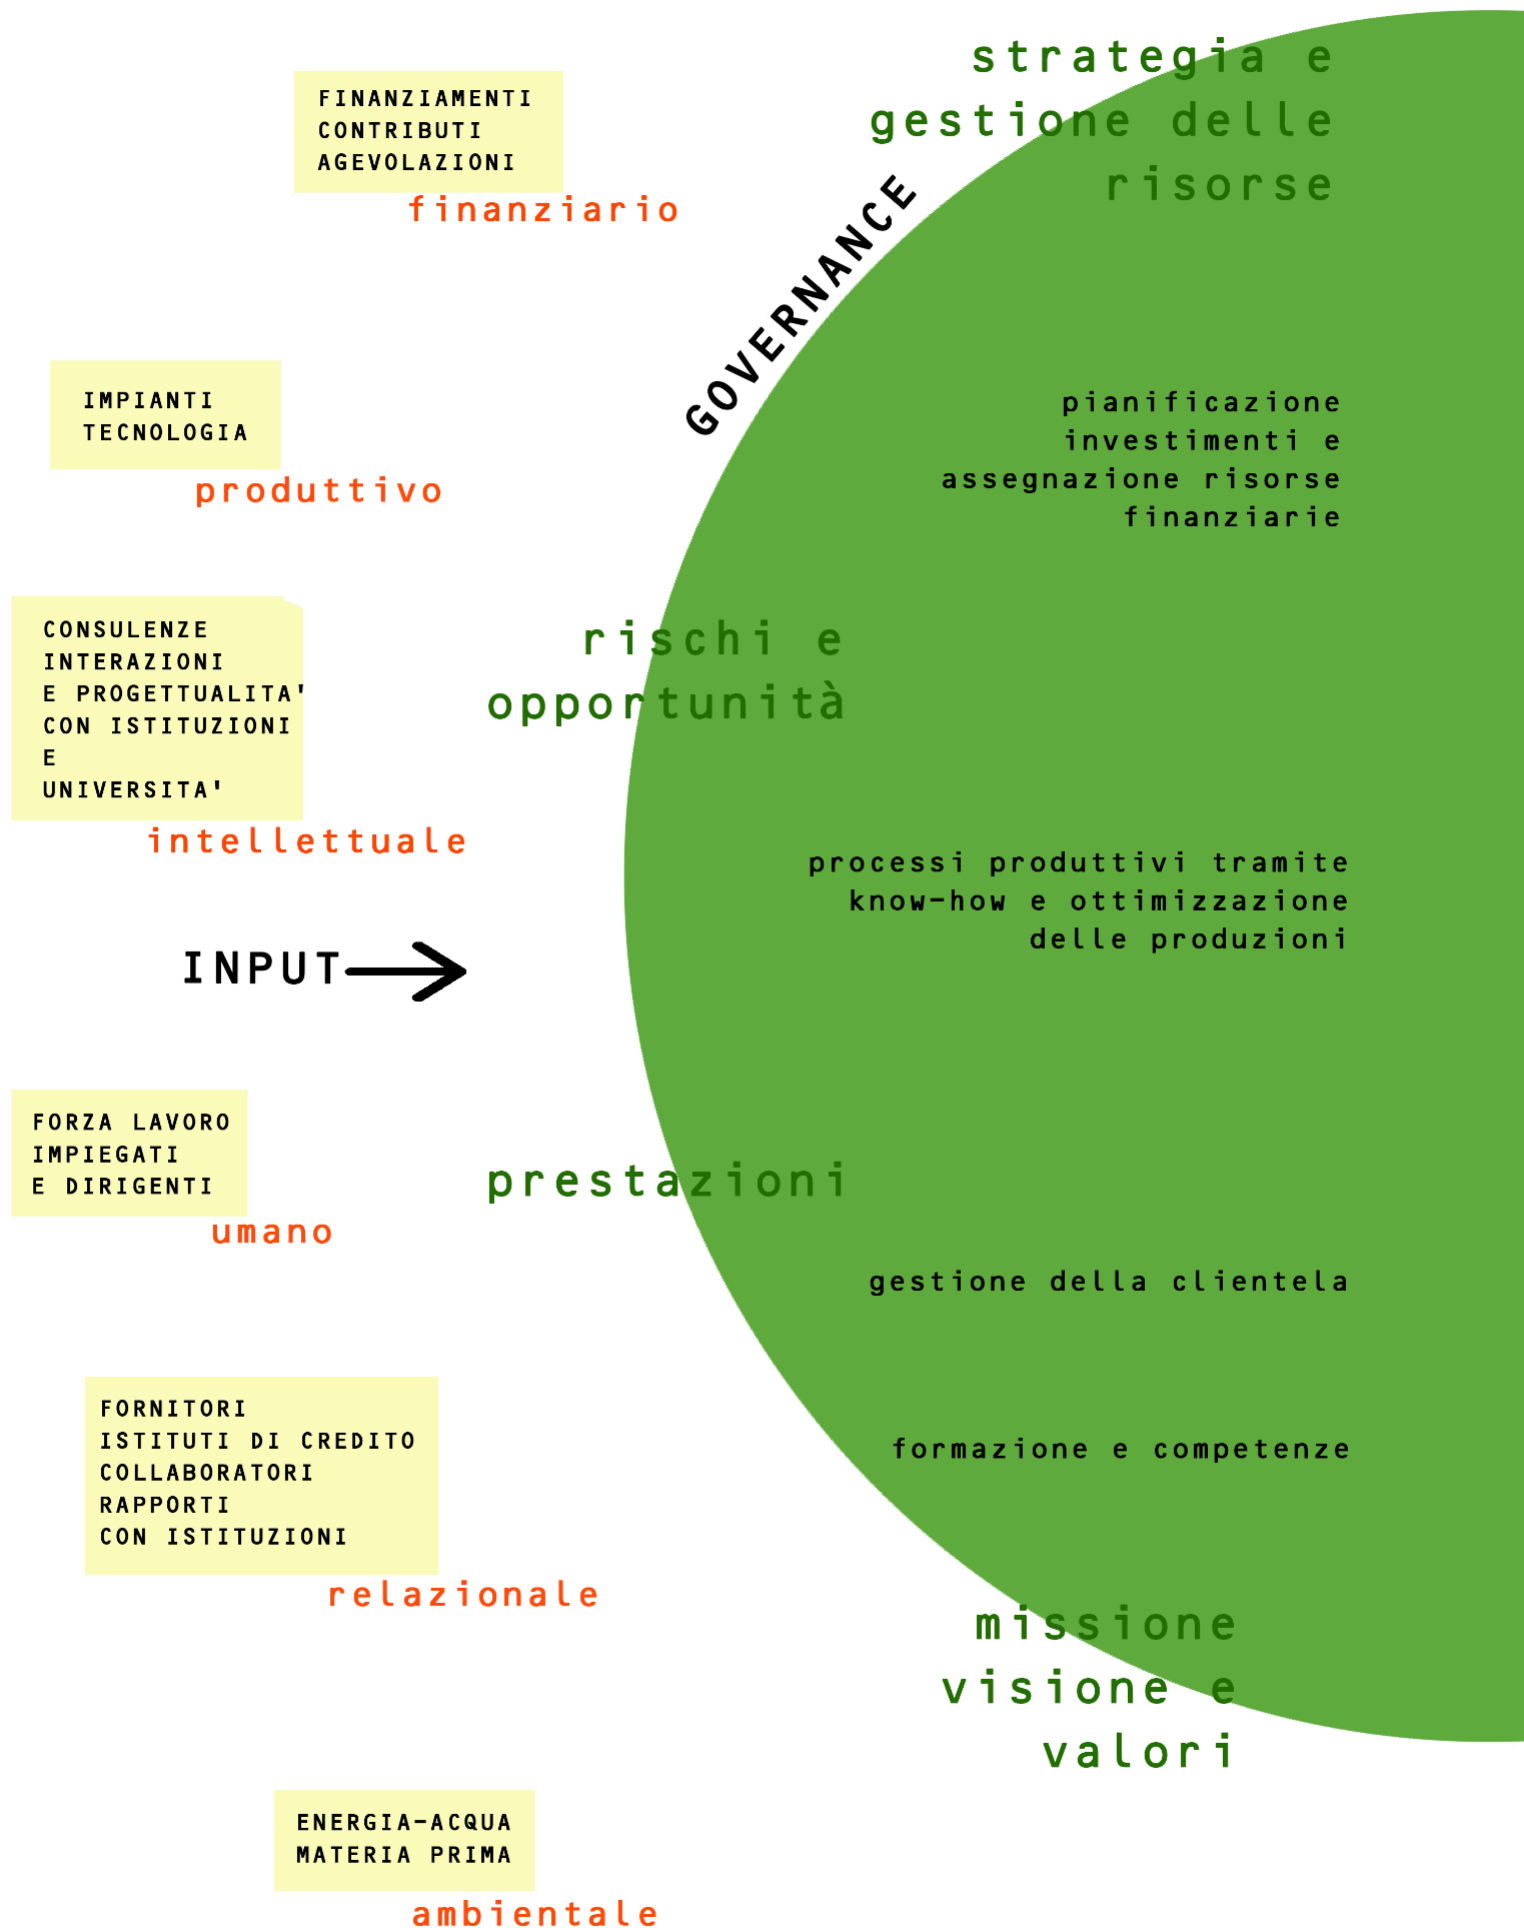 strategia e
gestione delle
risorse
FINANZIAMENTI
CONTRIBUTI
AGEVOLAZIONI
finanziario
GOVERNANCE
IMPIANTI
TECNOLOGIA
produttivo
pianificazione
investimenti e
assegnazione risorse
finanziarie
CONSULENZE
INTERAZIONI
E PROGETTUALITA'
CON ISTITUZIONI
E
UNIVERSITA'
intellettuale
rischi e
opportunità
processi produttivi tramite
know-how e ottimizzazione
delle produzioni
INPUT
FORZA LAVORO
IMPIEGATI
E DIRIGENTI
umano
prestazioni
gestione della clientela
FORNITORI
ISTITUTI DI CREDITO
COLLABORATORI
RAPPORTI
CON ISTITUZIONI
relazionale
formazione e competenze
missione
visione e
valori
ENERGIA-ACQUA
MATERIA PRIMA
ambientale